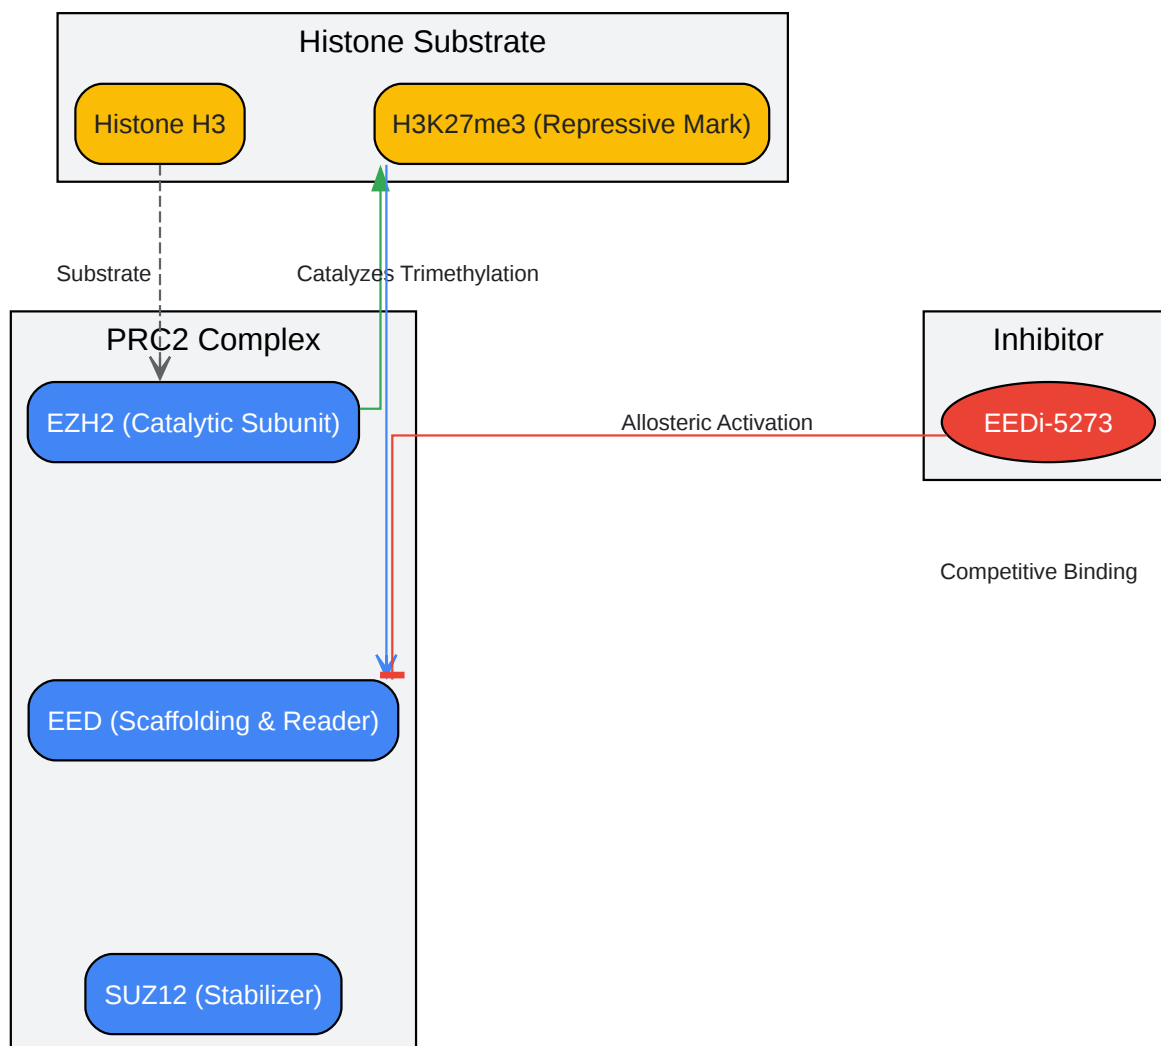 Histone Substrate
Histone H3
H3K27me3 (Repressive Mark)
Substrate
Catalyzes Trimethylation
PRC2 Complex
Inhibitor
EZH2 (Catalytic Subunit)
Allosteric Activation
EEDi-5273
Competitive Binding
EED (Scaffolding & Reader)
SUZ12 (Stabilizer)